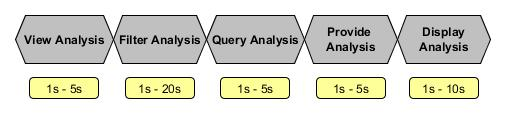 View Analysis
Filter Analysis
Query Analysis
Provide
Analysis
Display
Analysis
1s - 5s
1s - 20s
1s - 5s
1s - 5s
1s - 10s